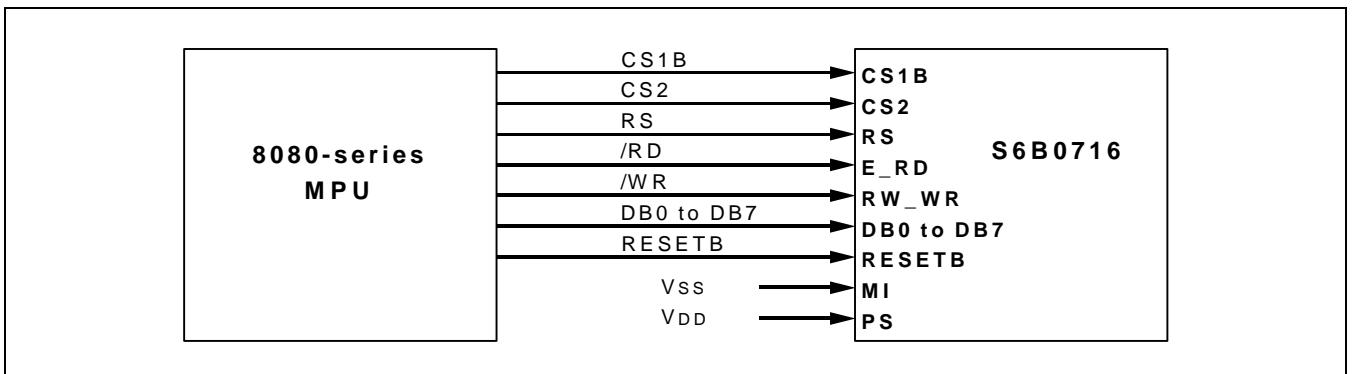 8080-series
MPU
CS1B
CS2
RS
/RD
/WR
DB0 to DB7
RESETB
VSS
VDD
CS1B
CS2
RS
E_RD
RW_WR
DB0 to DB7
RESETB
MI
PS
S6B0716